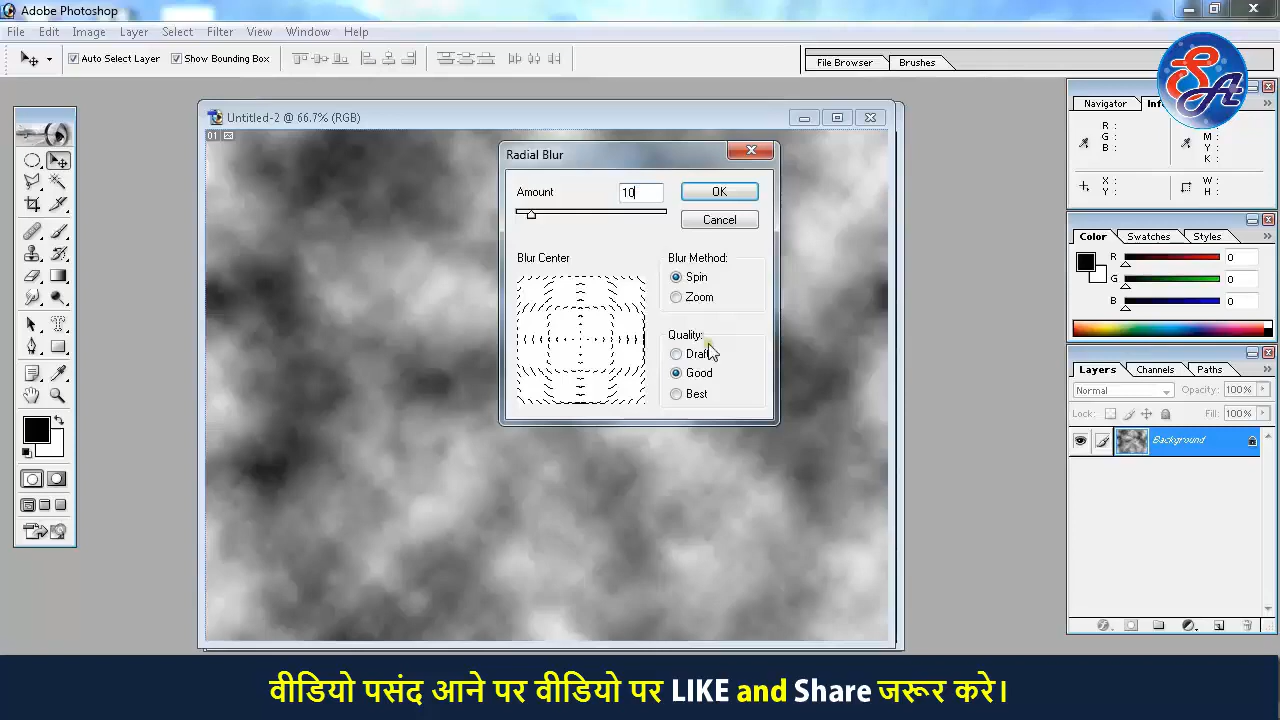 Adobe Photoshop
File Edit Image Layer Select Filter View Window Help
Auto Select Layer Show Bounding Box
File Browser Brushes
SA
Untitled-2 @ 66.7% (RGB)
01
Radial Blur
Amount 10 OK
Cancel
Blur Center
Blur Method:
Spin
Zoom
Quality:
Draft
Good
Best
Navigator Inf
R :
G :
B :
M :
Y :
K :
X :
Y :
W :
H :
Color Swatches Styles
R 0
G 0
B 0
Layers Channels Paths
Normal Opacity: 100%
Lock: Fill: 100%
Background
वीडियो पसंद आने पर वीडियो पर LIKE and Share जरूर करे।